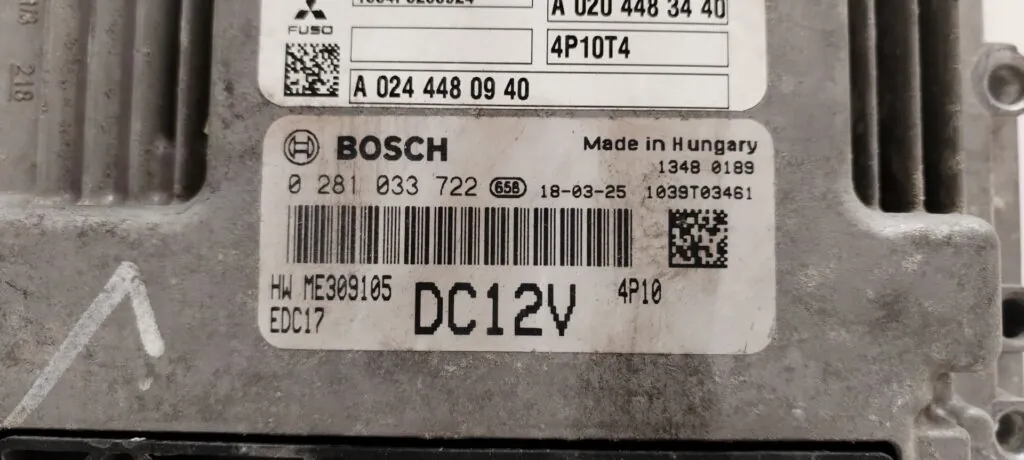 A 020 448 34 40
FUSO
4P10T4
A 024 448 09 40
BOSCH
Made in Hungary
1348 0189
0 281 033 722 658 18-03-25 1039T03461
HW ME309105
DC12V
4P10
EDC17